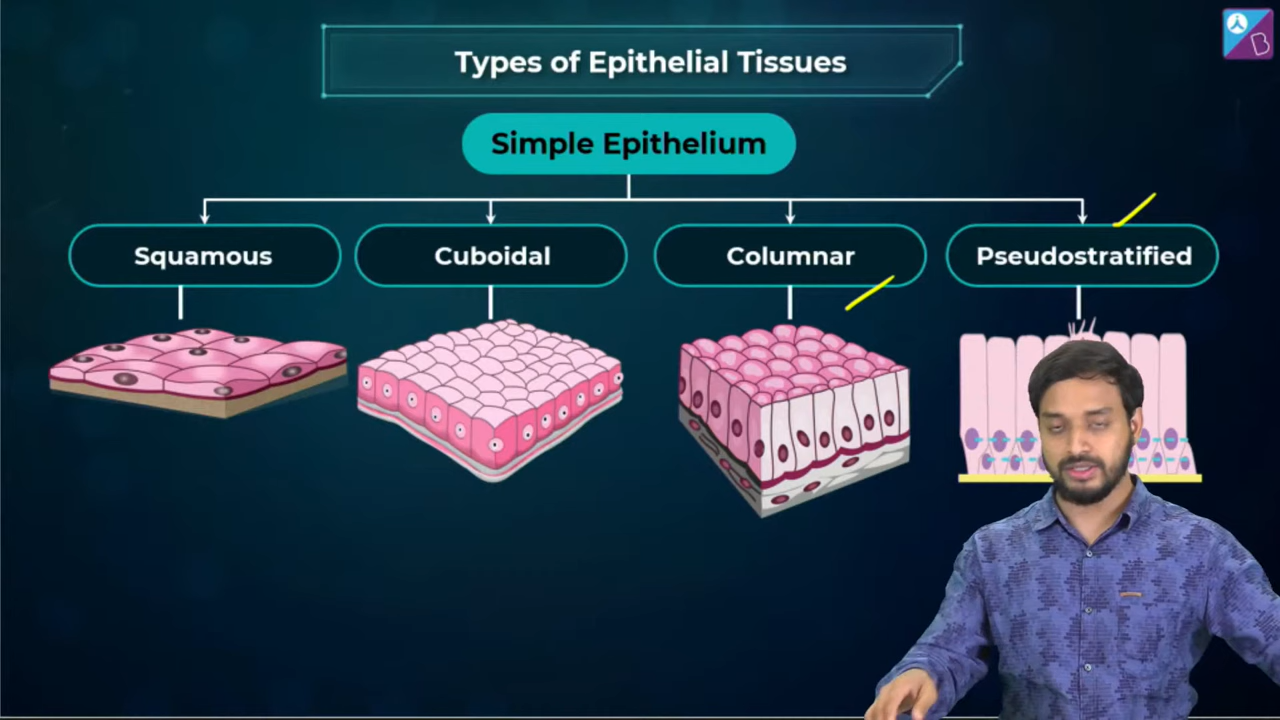 Types of Epithelial Tissues
Simple Epithelium
Squamous
Cuboidal
Columnar
Pseudostratified
B